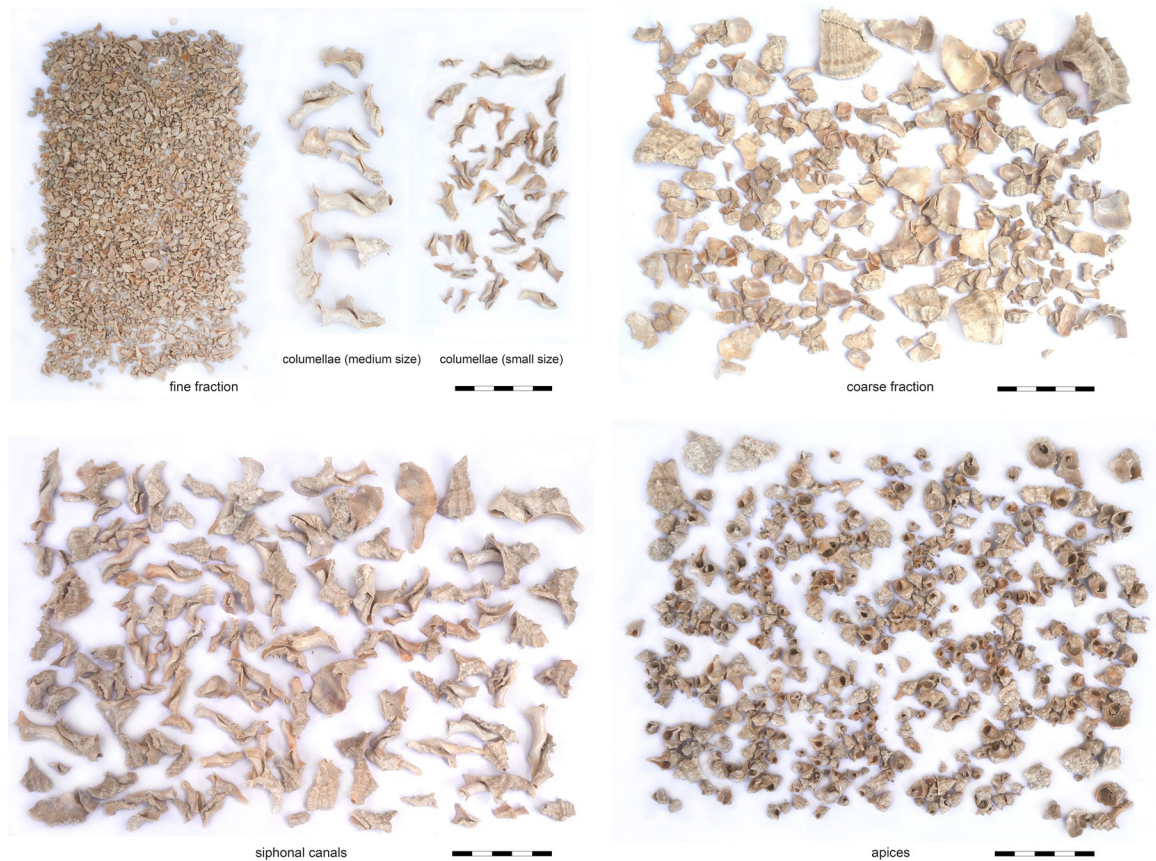 columellae (medium size)
columellae (small size)
fine fraction
coarse fraction
siphonal canals
apices